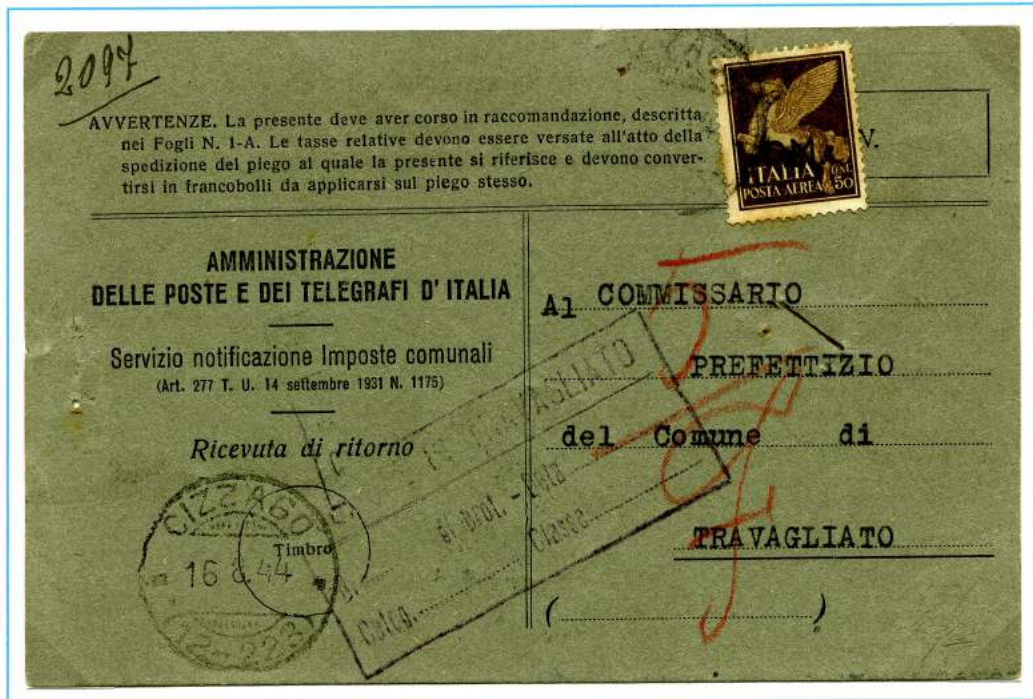 2097
AVVERTENZE. La presente deve aver corso in raccomandazione, descritta
nei Fogli N. 1-A. Le tasse relative devono essere versate all'atto della
spedizione del piego al quale la presente si riferisce e devono conver-
tirsi in francobolli da applicarsi sul piego stesso.
V.
ITALIA CENT.
POSTA AEREA 50
AMMINISTRAZIONE
DELLE POSTE E DEI TELEGRAFI D'ITALIA
Servizio notificazione Imposte comunali
(Art. 277 T. U. 14 settembre 1931 N. 1175)
Ricevuta di ritorno
Al COMMISSARIO
PREFETTIZIO
del Comune di
TRAVAGLIATO
( )
CIZZAGO
Timbro
16 44
Categ. Classe